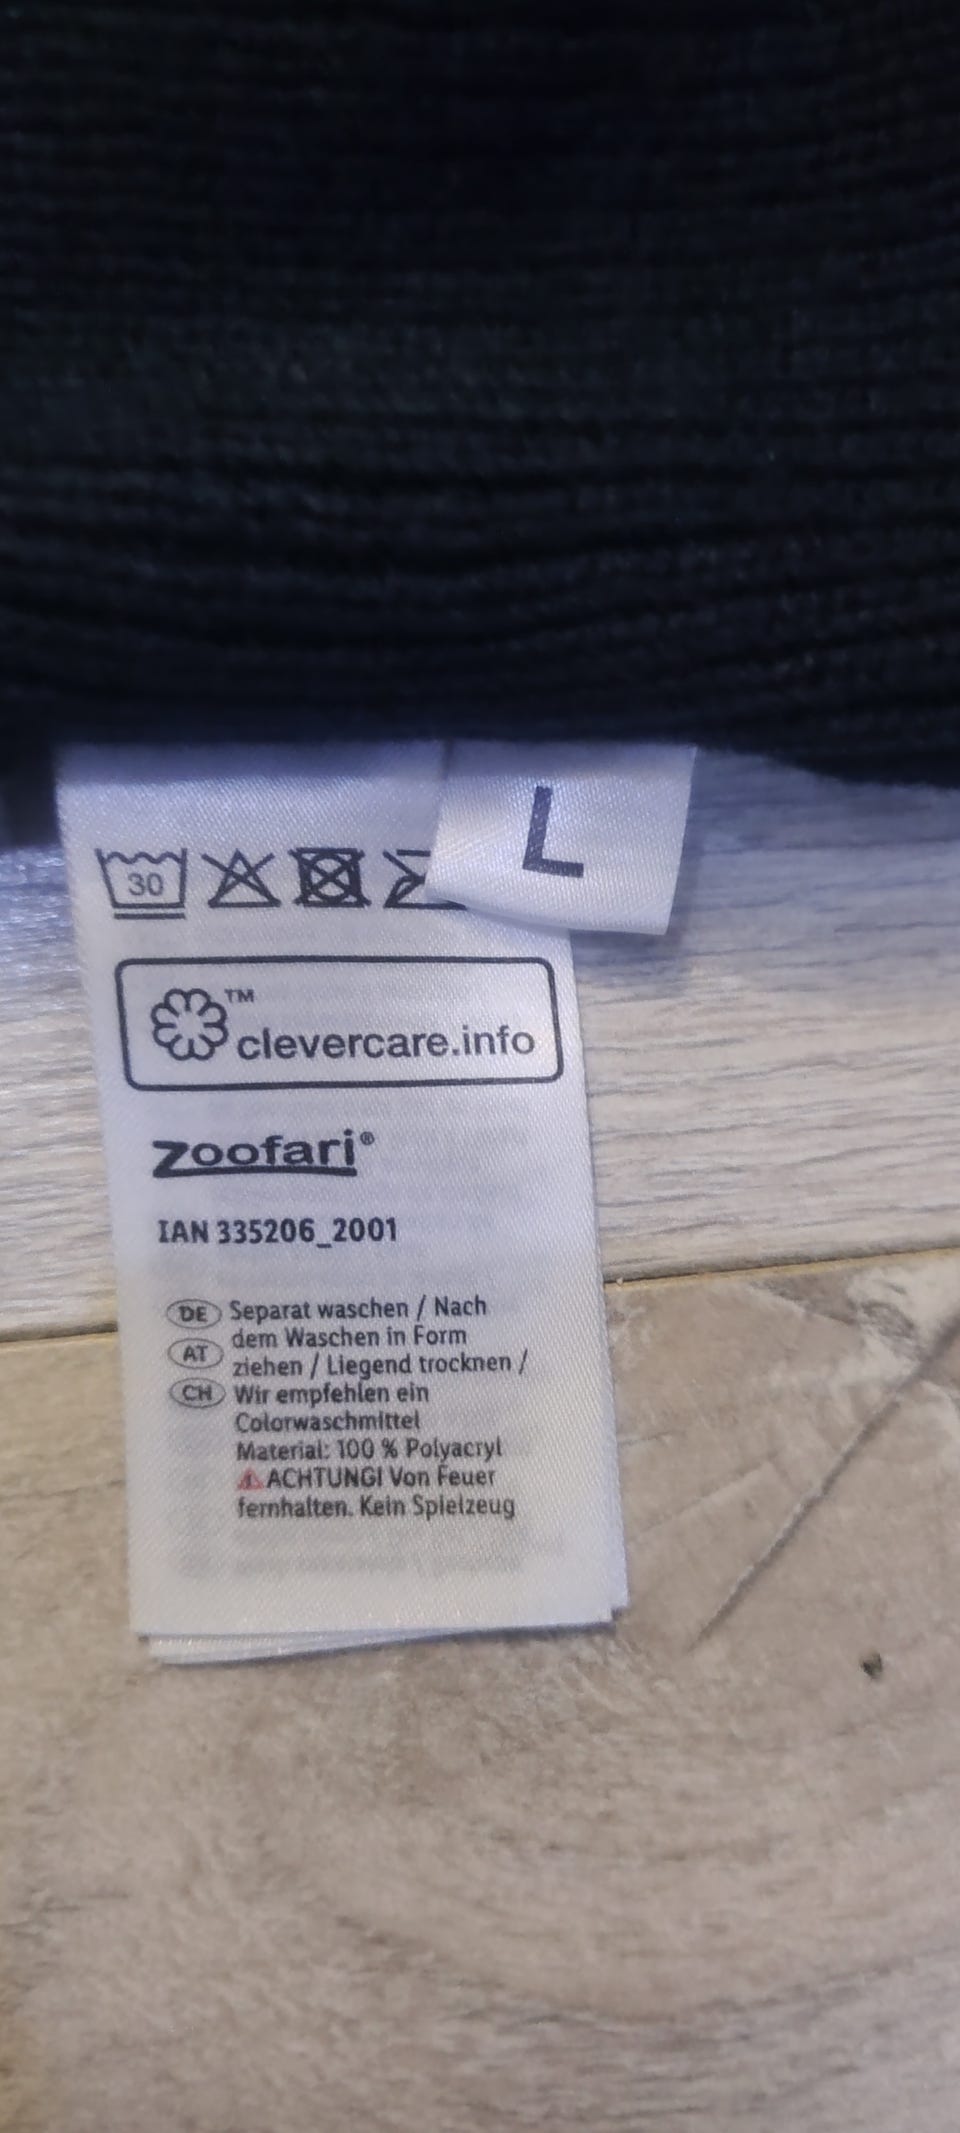 L
30
TM
clevercare.info
zoofari®
IAN 335206_2001
DE Separat waschen / Nach
dem Waschen in Form
AT ziehen / Liegend trocknen /
CH Wir empfehlen ein
Colorwaschmittel
Material: 100 % Polyacryl
ACHTUNG! Von Feuer
fernhalten. Kein Spielzeug